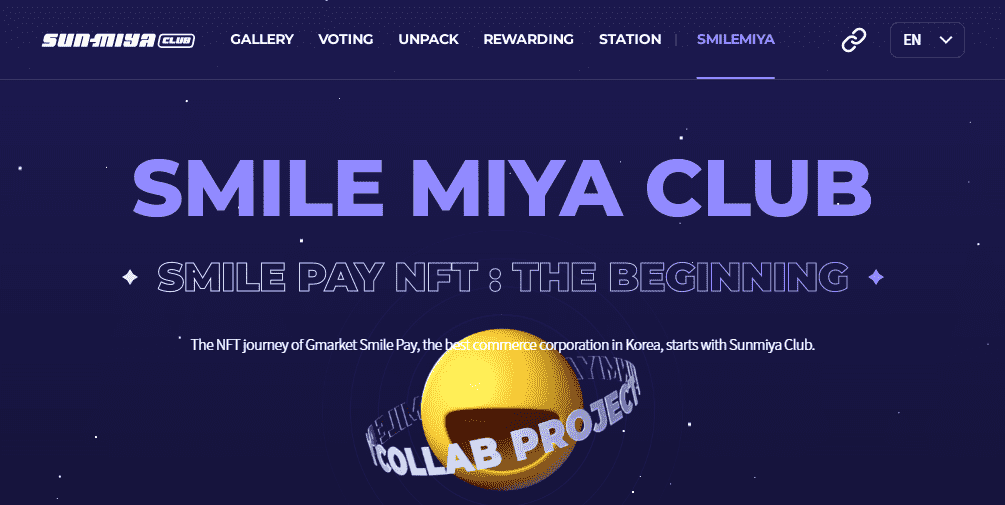 SUN-MIYA CLUB
GALLERY VOTING UNPACK REWARDING STATION | SMILEMIYA EN
SMILE MIYA CLUB
SMILE PAY NFT : THE BEGINNING
The NFT journey of Gmarket Smile Pay, the best commerce corporation in Korea, starts with Sunmiya Club.
COLLAB PROJECT